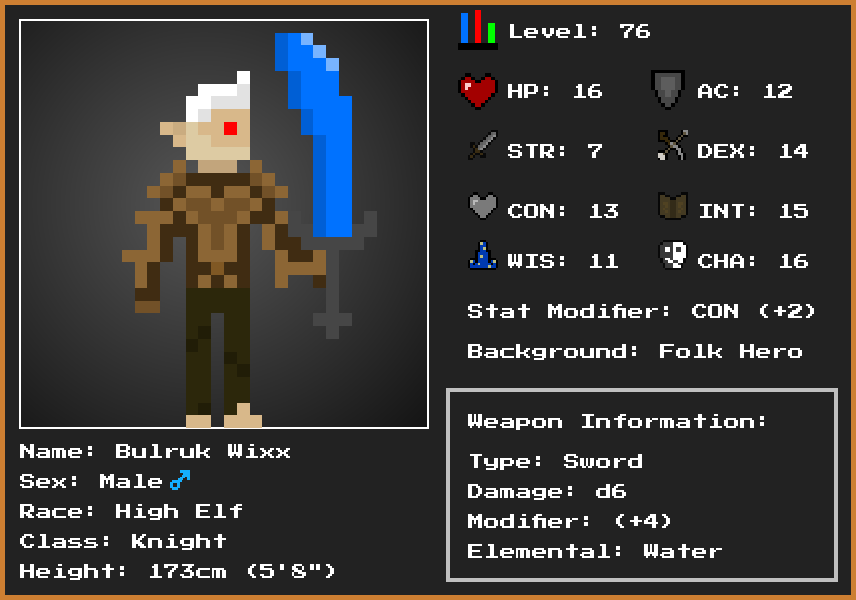 Level: 76
HP: 16 AC: 12
STR: 7 DEX: 14
CON: 13 INT: 15
WIS: 11 CHA: 16
Stat Modifier: CON (+2)
Background: Folk Hero
Weapon Information:
Type: Sword
Damage: d6
Modifier: (+4)
Elemental: Water
Name: Bulruk Wixx
Sex: Male♂
Race: High Elf
Class: Knight
Height: 173cm (5'8")